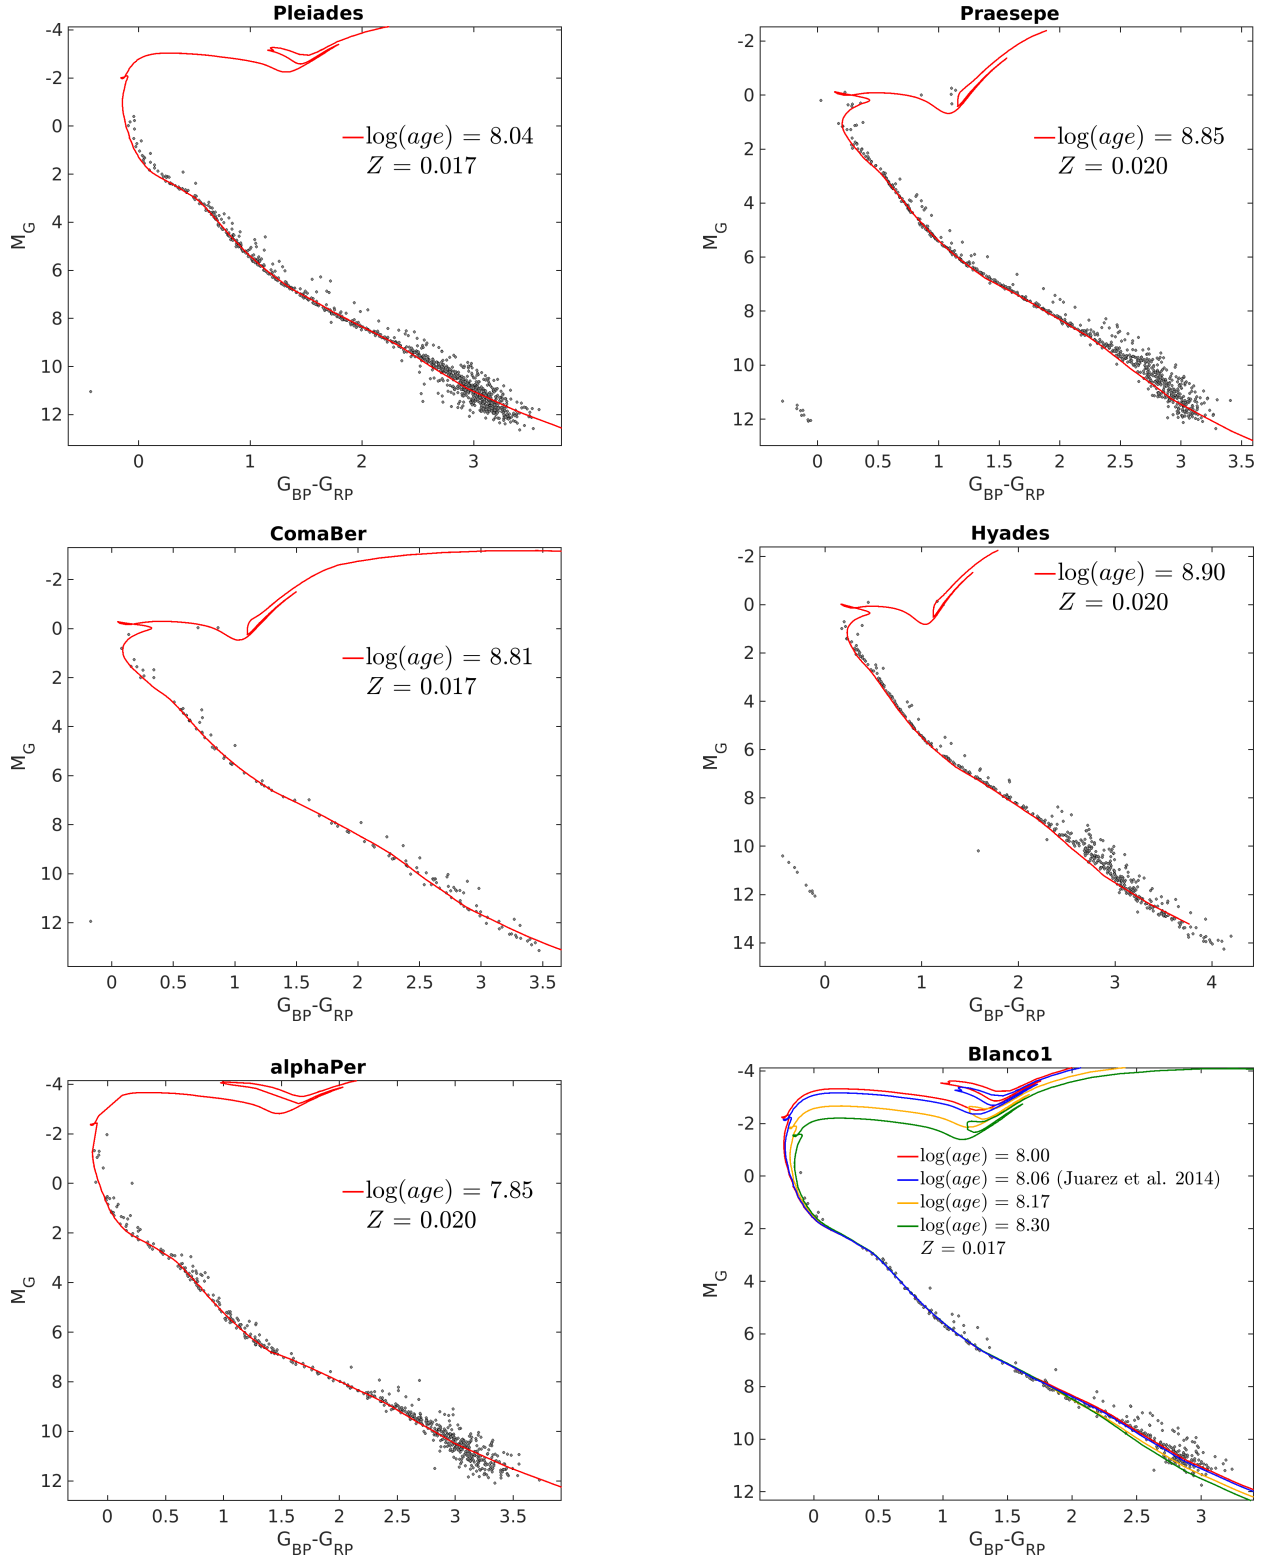 Pleiades
-4
-2
0
2
4
6
8
10
12
M_G
log(age) = 8.04
Z = 0.017
0 1 2 3
G_BP-G_RP
Praesepe
-2
0
2
4
6
8
10
12
M_G
log(age) = 8.85
Z = 0.020
0 0.5 1 1.5 2 2.5 3 3.5
G_BP-G_RP
ComaBer
-2
0
2
4
6
8
10
12
M_G
log(age) = 8.81
Z = 0.017
0 0.5 1 1.5 2 2.5 3 3.5
G_BP-G_RP
Hyades
-2
0
2
4
6
8
10
12
14
M_G
log(age) = 8.90
Z = 0.020
0 1 2 3 4
G_BP-G_RP
alphaPer
-4
-2
0
2
4
6
8
10
12
M_G
log(age) = 7.85
Z = 0.020
0 0.5 1 1.5 2 2.5 3 3.5
G_BP-G_RP
Blanco1
-4
-2
0
2
4
6
8
10
12
M_G
log(age) = 8.00
log(age) = 8.06 (Juarez et al. 2014)
log(age) = 8.17
log(age) = 8.30
Z = 0.017
0 0.5 1 1.5 2 2.5 3
G_BP-G_RP